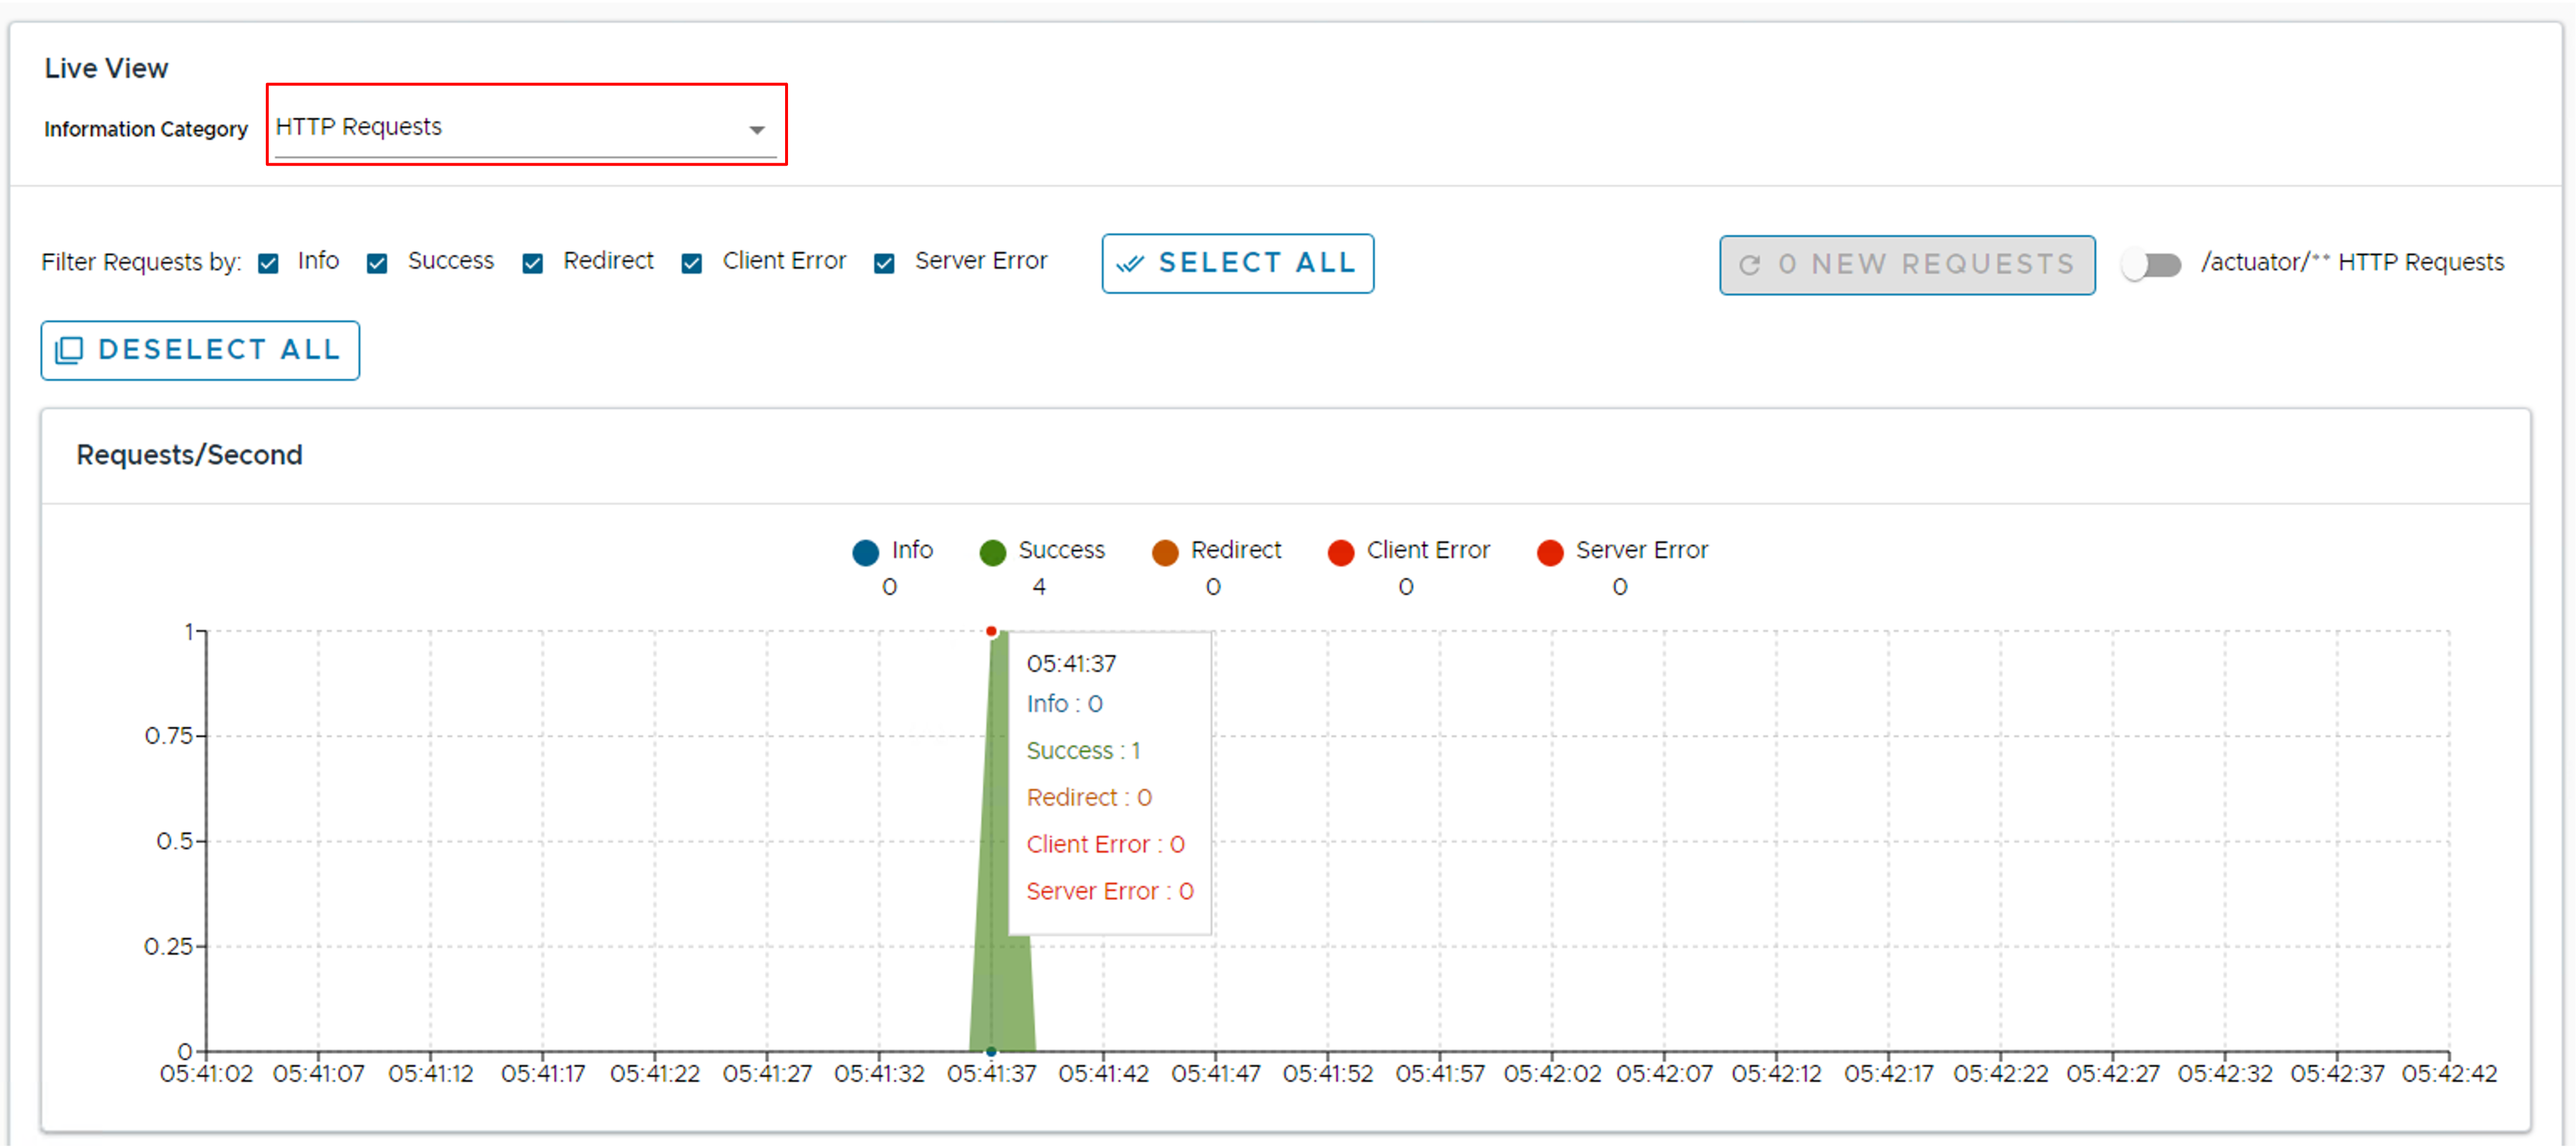 Live View
Information Category HTTP Requests
Filter Requests by: Info Success Redirect Client Error Server Error SELECT ALL 0 NEW REQUESTS /actuator/** HTTP Requests
DESELECT ALL
Requests/Second
Info Success Redirect Client Error Server Error
0 4 0 0 0
1
0.75
0.5
0.25
0
05:41:37
Info : 0
Success : 1
Redirect : 0
Client Error : 0
Server Error : 0
05:41:02 05:41:07 05:41:12 05:41:17 05:41:22 05:41:27 05:41:32 05:41:37 05:41:42 05:41:47 05:41:52 05:41:57 05:42:02 05:42:07 05:42:12 05:42:17 05:42:22 05:42:27 05:42:32 05:42:37 05:42:42